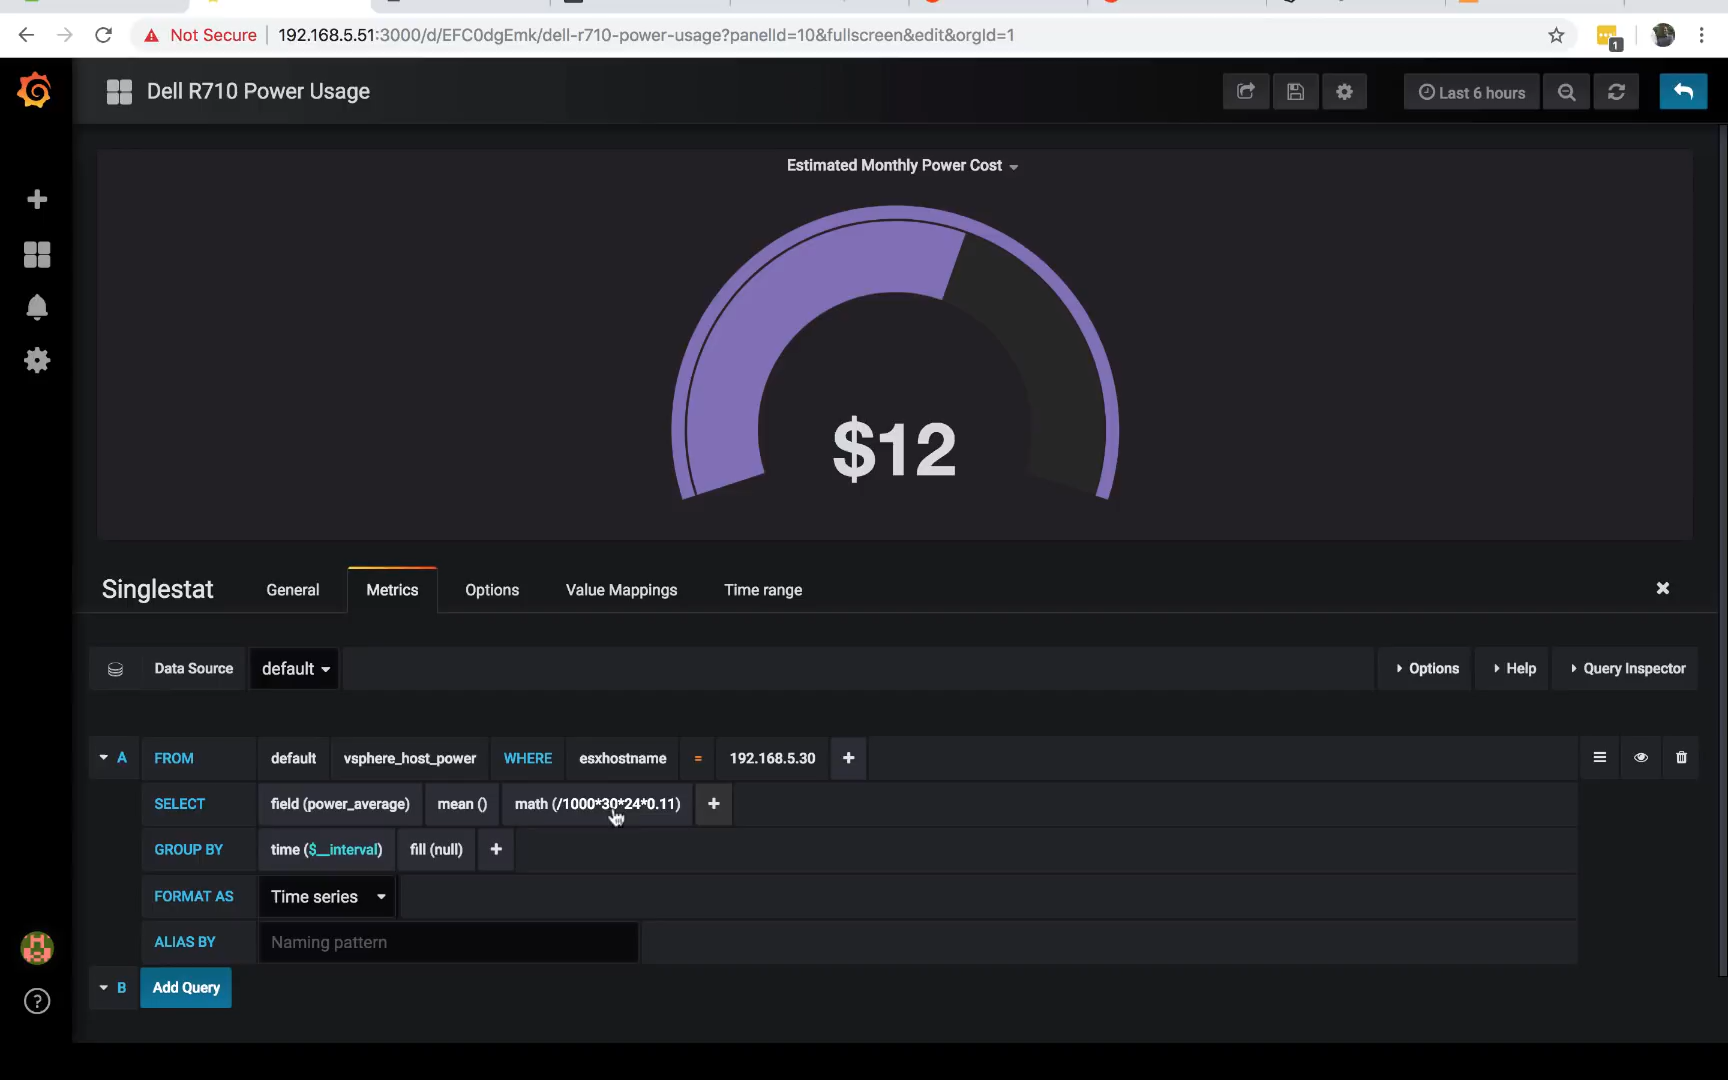 Not Secure 192.168.5.51:3000/d/EFC0dgEmk/dell-r710-power-usage?panelId=10&fullscreen&edit&orgId=1
1
Dell R710 Power Usage
Last 6 hours
Estimated Monthly Power Cost
$12
Singlestat General Metrics Options Value Mappings Time range
Data Source default Options Help Query Inspector
A FROM default vsphere_host_power WHERE esxhostname = 192.168.5.30 +
SELECT field (power_average) mean () math (/1000*30*24*0.11) +
GROUP BY time ($__interval) fill (null) +
FORMAT AS Time series
ALIAS BY Naming pattern
B Add Query